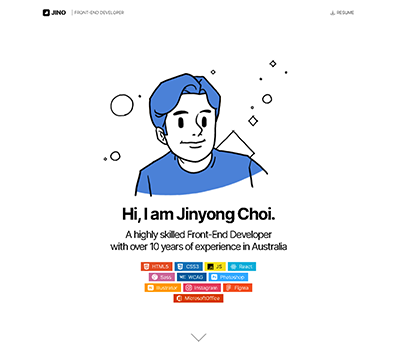 JINO | FRONT-END DEVELOPER
RESUME
Hi, I am Jinyong Choi.
A highly skilled Front-End Developer
with over 10 years of experience in Australia
HTML5 CSS3 JS React
Sass WCAG Photoshop
Illustrator Instagram Figma
MicrosoftOffice